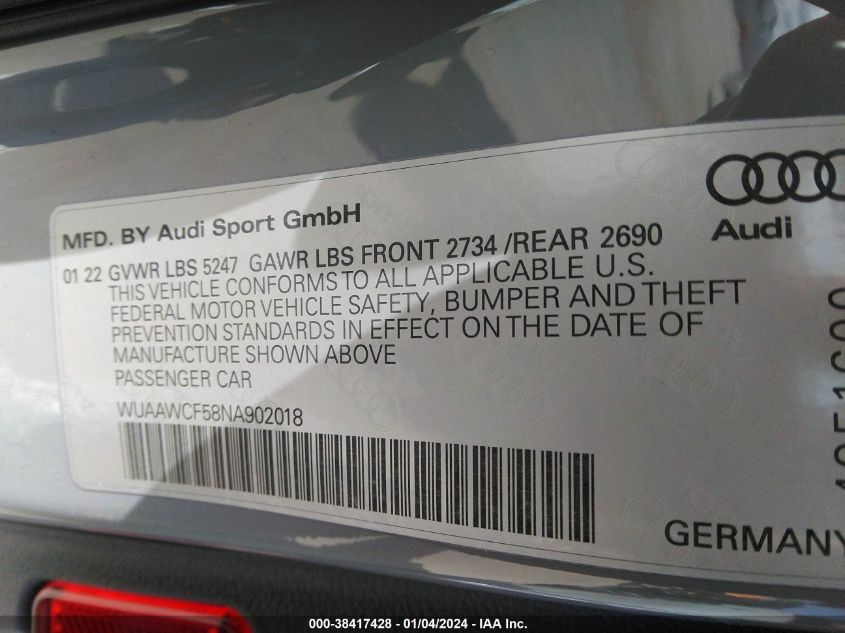 MFD. BY Audi Sport GmbH
01 22 GVWR LBS 5247 GAWR LBS FRONT 2734 /REAR 2690
THIS VEHICLE CONFORMS TO ALL APPLICABLE U.S.
FEDERAL MOTOR VEHICLE SAFETY, BUMPER AND THEFT
PREVENTION STANDARDS IN EFFECT ON THE DATE OF
MANUFACTURE SHOWN ABOVE
PASSENGER CAR
WUAAWCF58NA902018
Audi
GERMANY
000-38417428 - 01/04/2024 - IAA Inc.